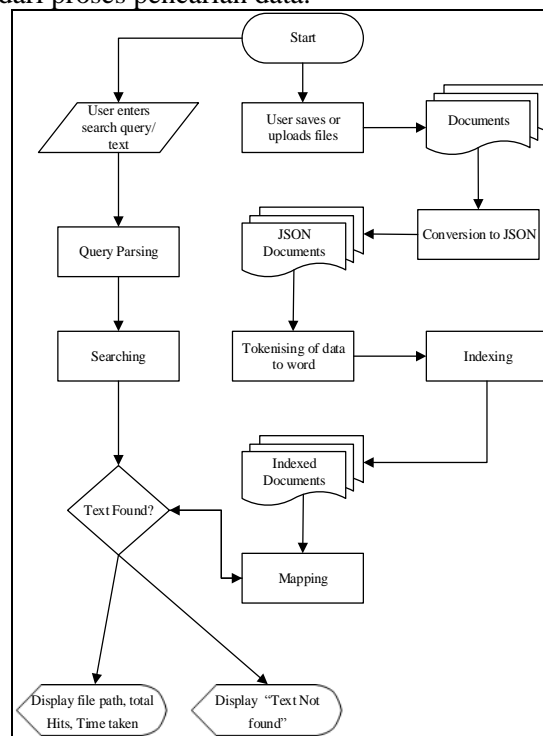 dari proses pencarian data.
Start
User enters
search query/
text
User saves or
uploads files
Documents
Query Parsing
JSON
Documents
Conversion to JSON
Searching
Tokenising of data
to word
Indexing
Indexed
Documents
Text Found?
Mapping
Display file path, total
Hits, Time taken
Display “Text Not
found”